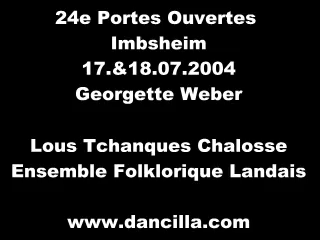 24e Portes Ouvertes
Imbsheim
17.&18.07.2004
Georgette Weber
Lous Tchanques Chalosse
Ensemble Folklorique Landais
www.dancilla.com